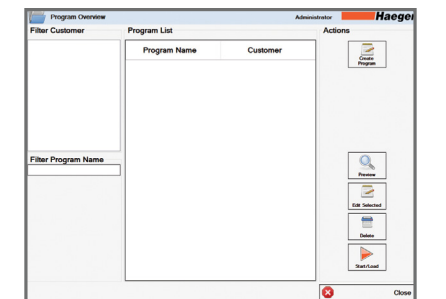 Program Overview
Administrator
Haeger
Filter Customer
Program List
Actions
Program Name
Customer
Create
Program
Filter Program Name
Preview
Edit Selected
Delete
Start/Load
Close